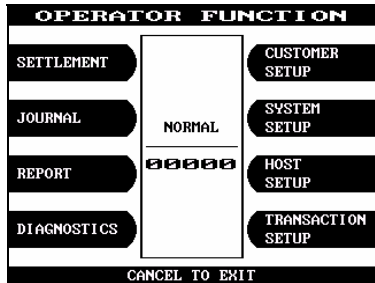 OPERATOR FUNCTION
SETTLEMENT
JOURNAL
REPORT
DIAGNOSTICS
NORMAL
00000
CUSTOMER
SETUP
SYSTEM
SETUP
HOST
SETUP
TRANSACTION
SETUP
CANCEL TO EXIT